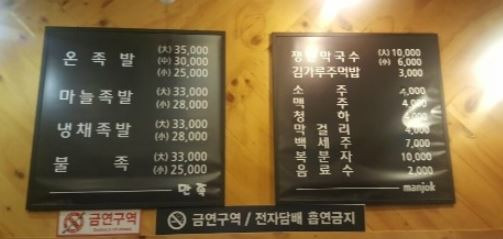 온족발 (大) 35,000
(中) 30,000
(小) 25,000
마늘족발 (大) 33,000
(小) 28,000
냉채족발 (大) 33,000
(小) 28,000
불족 (大) 33,000
(小) 25,000
만족
쟁반막국수 (大) 10,000
(小) 6,000
김가루주먹밥 3,000
소주 4,000
맥주 4,000
청하
막걸리 4,000
백세주 7,000
복분자 10,000
음료수 2,000
manjok
금연구역
금연구역 / 전자담배 흡연금지